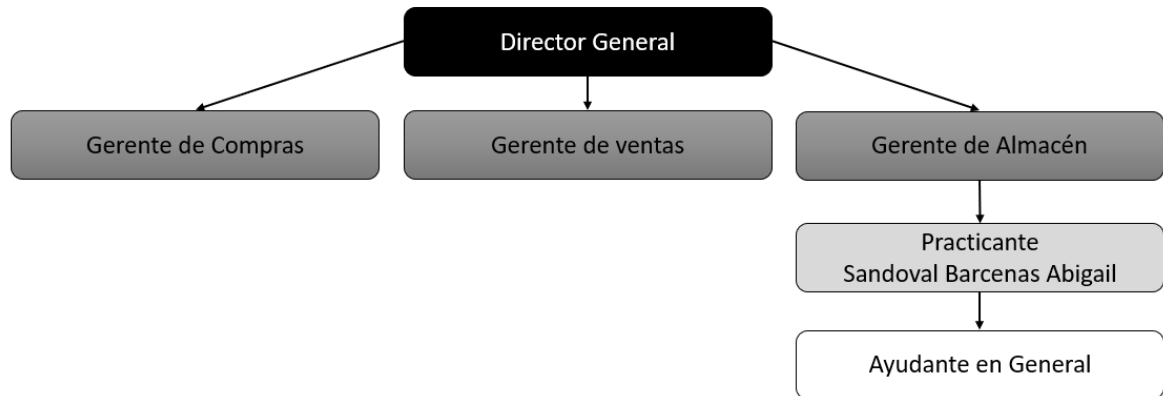 Director General
Gerente de Compras
Gerente de ventas
Gerente de Almacén
Practicante
Sandoval Barcenas Abigail
Ayudante en General